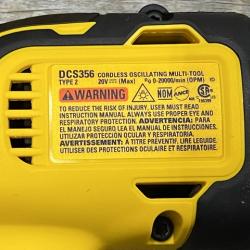 DCS356 CORDLESS OSCILLATING MULTI-TOOL
TYPE 2 20V ⎓ (Max) n₀ 0-20000/min (OPM)
WARNING NOM NANCE
TO REDUCE THE RISK OF INJURY, USER MUST READ
INSTRUCTION MANUAL. ALWAYS USE PROPER EYE AND
RESPIRATORY PROTECTION. ADVERTENCIA: PARA EL
MANEJO SEGURO LEA EL MANUAL DE INSTRUCCIONES.
UTILIZAR PROTECCIÓN OCULAR Y RESPIRATORIA.
AVERTISSEMENT: À TITRE PRÉVENTIF, LIRE LE GUIDE.
UTILISER PROTECTION OCULAIRE ET RESPIRATOIRE.